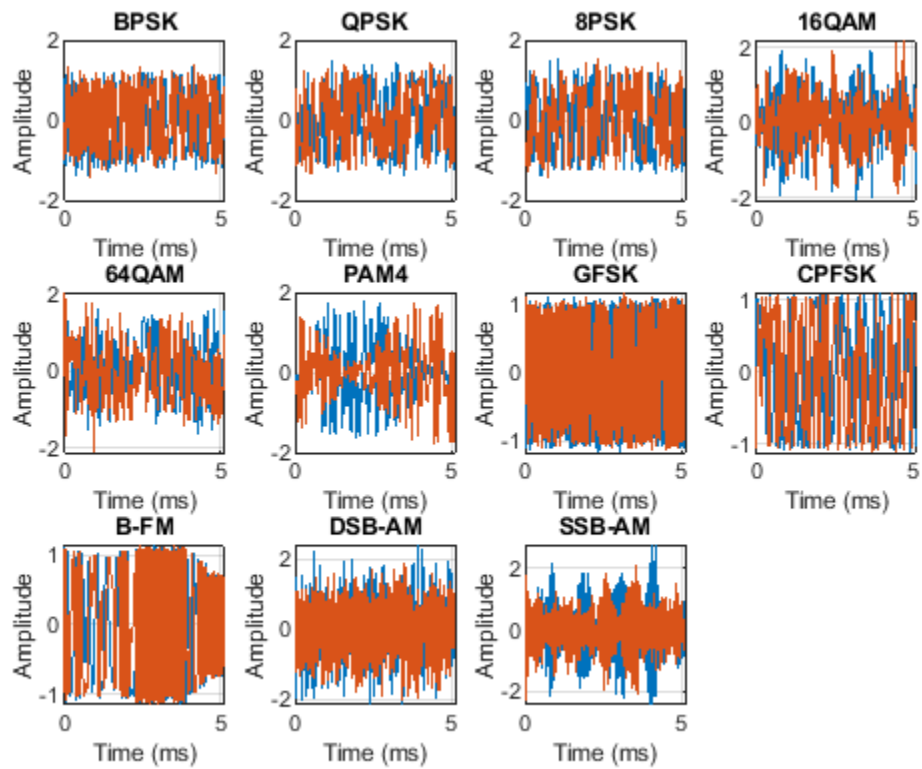 BPSK QPSK 8PSK 16QAM
2 2 2 2
Amplitude Amplitude Amplitude Amplitude
0 0 0 0
-2 -2 -2 -2
0 5 0 5 0 5 0 5
Time (ms) Time (ms) Time (ms) Time (ms)
64QAM PAM4 GFSK CPFSK
2 2 1 1
Amplitude Amplitude Amplitude Amplitude
0 0 0 0
-2 -2 -1 -1
0 5 0 5 0 5 0 5
Time (ms) Time (ms) Time (ms) Time (ms)
B-FM DSB-AM SSB-AM
1 2 2
Amplitude Amplitude Amplitude
0 0 0
-1 -2 -2
0 5 0 5 0 5
Time (ms) Time (ms) Time (ms)